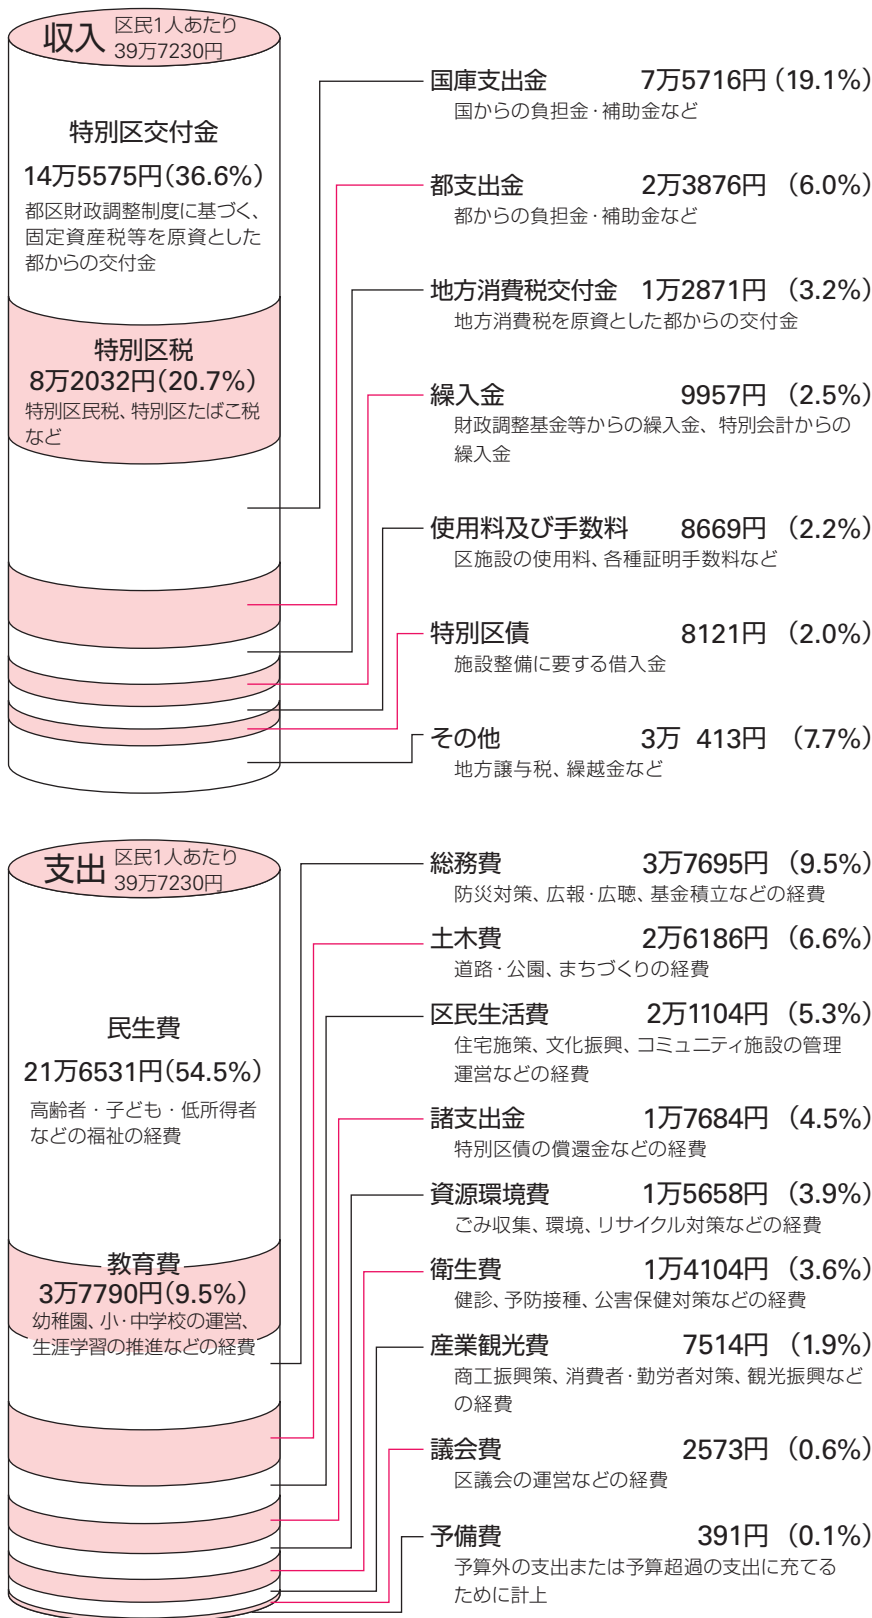 収入 区民1人あたり
39万7230円
特別区交付金
14万5575円(36.6%)
都区財政調整制度に基づく、
固定資産税等を原資とした
都からの交付金
特別区税
8万2032円(20.7%)
特別区民税、特別区たばこ税
など
国庫支出金 7万5716円 (19.1%)
国からの負担金・補助金など
都支出金 2万3876円 (6.0%)
都からの負担金・補助金など
地方消費税交付金 1万2871円 (3.2%)
地方消費税を原資とした都からの交付金
繰入金 9957円 (2.5%)
財政調整基金等からの繰入金、特別会計からの
繰入金
使用料及び手数料 8669円 (2.2%)
区施設の使用料、各種証明手数料など
特別区債 8121円 (2.0%)
施設整備に要する借入金
その他 3万 413円 (7.7%)
地方譲与税、繰越金など
支出 区民1人あたり
39万7230円
民生費
21万6531円(54.5%)
高齢者・子ども・低所得者
などの福祉の経費
教育費
3万7790円(9.5%)
幼稚園、小・中学校の運営、
生涯学習の推進などの経費
総務費 3万7695円 (9.5%)
防災対策、広報・広聴、基金積立などの経費
土木費 2万6186円 (6.6%)
道路・公園、まちづくりの経費
区民生活費 2万1104円 (5.3%)
住宅施策、文化振興、コミュニティ施設の管理
運営などの経費
諸支出金 1万7684円 (4.5%)
特別区債の償還金などの経費
資源環境費 1万5658円 (3.9%)
ごみ収集、環境、リサイクル対策などの経費
衛生費 1万4104円 (3.6%)
健診、予防接種、公害保健対策などの経費
産業観光費 7514円 (1.9%)
商工振興策、消費者・勤労者対策、観光振興など
の経費
議会費 2573円 (0.6%)
区議会の運営などの経費
予備費 391円 (0.1%)
予算外の支出または予算超過の支出に充てる
ために計上